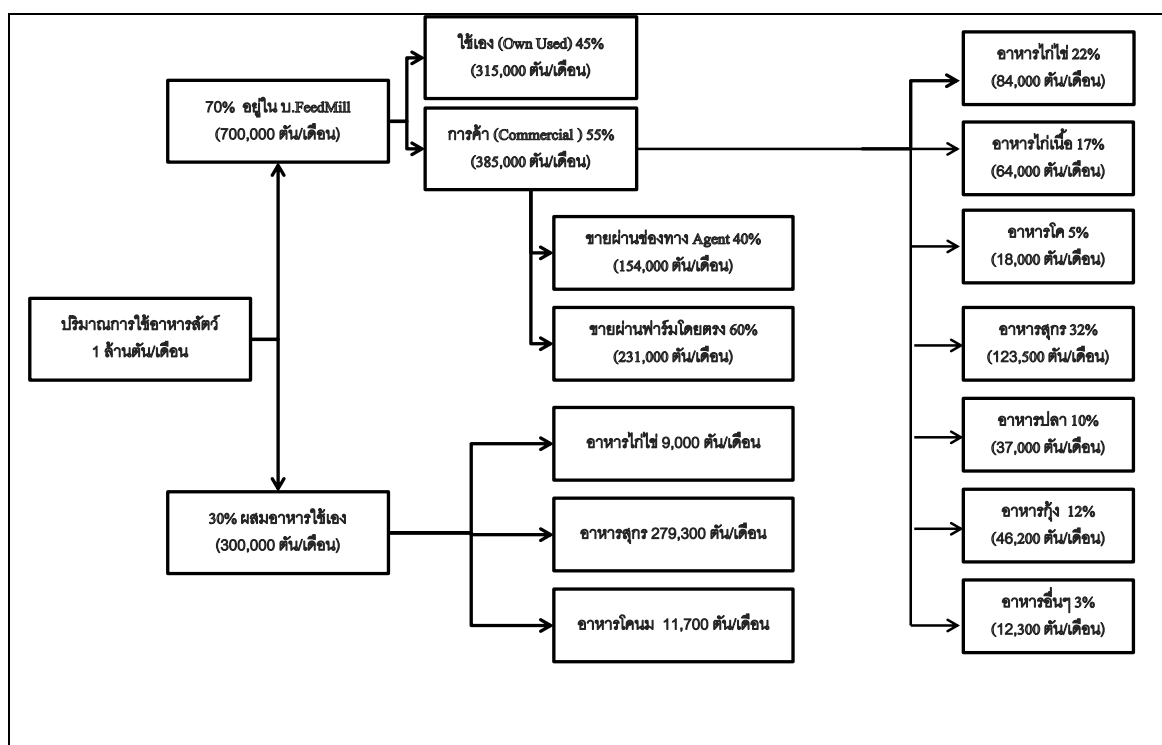 ปริมาณการใช้อาหารสัตว์
1 ล้านตัน/เดือน
70% อยู่ใน บ.FeedMill
(700,000 ตัน/เดือน)
ใช้เอง (Own Used) 45%
(315,000 ตัน/เดือน)
การค้า (Commercial ) 55%
(385,000 ตัน/เดือน)
ขายผ่านช่องทาง Agent 40%
(154,000 ตัน/เดือน)
ขายผ่านฟาร์มโดยตรง 60%
(231,000 ตัน/เดือน)
30% ผสมอาหารใช้เอง
(300,000 ตัน/เดือน)
อาหารไก่ไข่ 9,000 ตัน/เดือน
อาหารสุกร 279,300 ตัน/เดือน
อาหารโคนม 11,700 ตัน/เดือน
อาหารไก่ไข่ 22%
(84,000 ตัน/เดือน)
อาหารไก่เนื้อ 17%
(64,000 ตัน/เดือน)
อาหารโค 5%
(18,000 ตัน/เดือน)
อาหารสุกร 32%
(123,500 ตัน/เดือน)
อาหารปลา 10%
(37,000 ตัน/เดือน)
อาหารกุ้ง 12%
(46,200 ตัน/เดือน)
อาหารอื่นๆ 3%
(12,300 ตัน/เดือน)